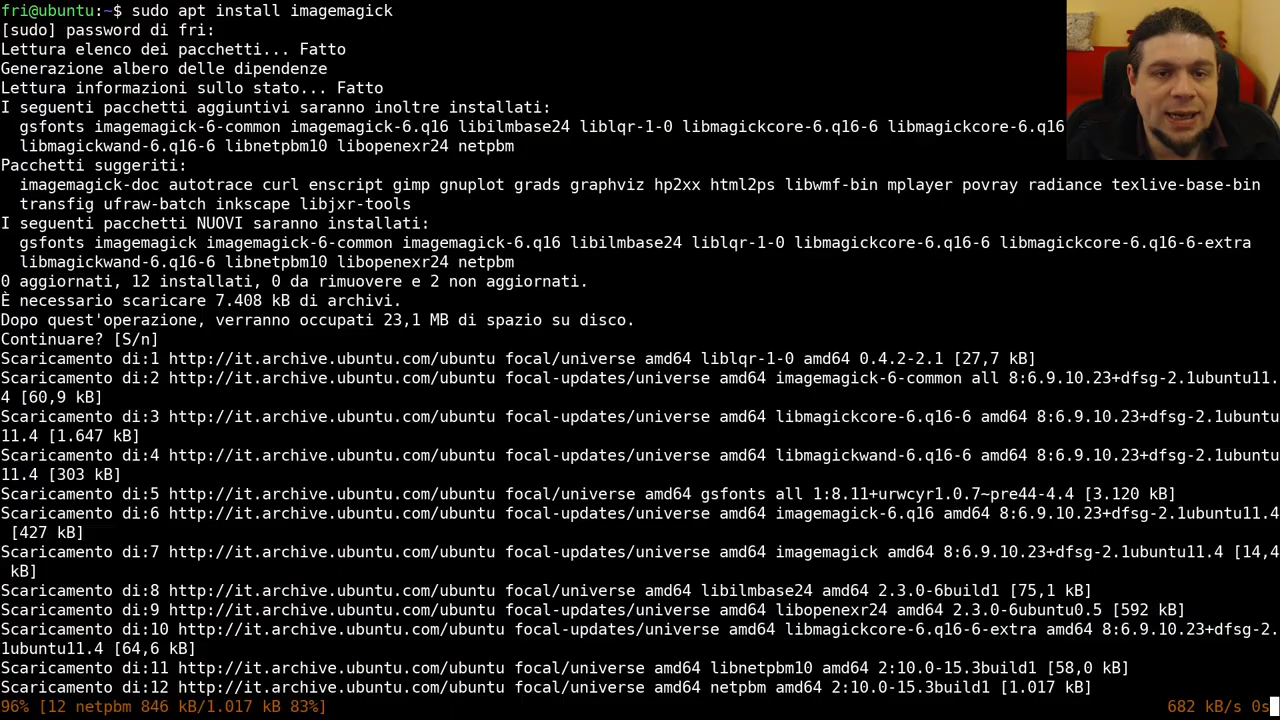 fri@ubuntu:~$ sudo apt install imagemagick
[sudo] password di fri:
Lettura elenco dei pacchetti... Fatto
Generazione albero delle dipendenze
Lettura informazioni sullo stato... Fatto
I seguenti pacchetti aggiuntivi saranno inoltre installati:
  gsfonts imagemagick-6-common imagemagick-6.q16 libilmbase24 liblqr-1-0 libmagickcore-6.q16-6 libmagickcore-6.q16
  libmagickwand-6.q16-6 libnetpbm10 libopenexr24 netpbm
Pacchetti suggeriti:
  imagemagick-doc autotrace curl enscript gimp gnuplot grads graphviz hp2xx html2ps libwmf-bin mplayer povray radiance texlive-base-bin
  transfig ufraw-batch inkscape libjxr-tools
I seguenti pacchetti NUOVI saranno installati:
  gsfonts imagemagick imagemagick-6-common imagemagick-6.q16 libilmbase24 liblqr-1-0 libmagickcore-6.q16-6 libmagickcore-6.q16-6-extra
  libmagickwand-6.q16-6 libnetpbm10 libopenexr24 netpbm
0 aggiornati, 12 installati, 0 da rimuovere e 2 non aggiornati.
È necessario scaricare 7.408 kB di archivi.
Dopo quest'operazione, verranno occupati 23,1 MB di spazio su disco.
Continuare? [S/n]
Scaricamento di:1 http://it.archive.ubuntu.com/ubuntu focal/universe amd64 liblqr-1-0 amd64 0.4.2-2.1 [27,7 kB]
Scaricamento di:2 http://it.archive.ubuntu.com/ubuntu focal-updates/universe amd64 imagemagick-6-common all 8:6.9.10.23+dfsg-2.1ubuntu11.
4 [60,9 kB]
Scaricamento di:3 http://it.archive.ubuntu.com/ubuntu focal-updates/universe amd64 libmagickcore-6.q16-6 amd64 8:6.9.10.23+dfsg-2.1ubuntu
11.4 [1.647 kB]
Scaricamento di:4 http://it.archive.ubuntu.com/ubuntu focal-updates/universe amd64 libmagickwand-6.q16-6 amd64 8:6.9.10.23+dfsg-2.1ubuntu
11.4 [303 kB]
Scaricamento di:5 http://it.archive.ubuntu.com/ubuntu focal/universe amd64 gsfonts all 1:8.11+urwcyr1.0.7~pre44-4.4 [3.120 kB]
Scaricamento di:6 http://it.archive.ubuntu.com/ubuntu focal-updates/universe amd64 imagemagick-6.q16 amd64 8:6.9.10.23+dfsg-2.1ubuntu11.4
 [427 kB]
Scaricamento di:7 http://it.archive.ubuntu.com/ubuntu focal-updates/universe amd64 imagemagick amd64 8:6.9.10.23+dfsg-2.1ubuntu11.4 [14,4
 kB]
Scaricamento di:8 http://it.archive.ubuntu.com/ubuntu focal/universe amd64 libilmbase24 amd64 2.3.0-6build1 [75,1 kB]
Scaricamento di:9 http://it.archive.ubuntu.com/ubuntu focal-updates/universe amd64 libopenexr24 amd64 2.3.0-6ubuntu0.5 [592 kB]
Scaricamento di:10 http://it.archive.ubuntu.com/ubuntu focal-updates/universe amd64 libmagickcore-6.q16-6-extra amd64 8:6.9.10.23+dfsg-2.
1ubuntu11.4 [64,6 kB]
Scaricamento di:11 http://it.archive.ubuntu.com/ubuntu focal/universe amd64 libnetpbm10 amd64 2:10.0-15.3build1 [58,0 kB]
Scaricamento di:12 http://it.archive.ubuntu.com/ubuntu focal/universe amd64 netpbm amd64 2:10.0-15.3build1 [1.017 kB]
96% [12 netpbm 846 kB/1.017 kB 83%] 682 kB/s 0s